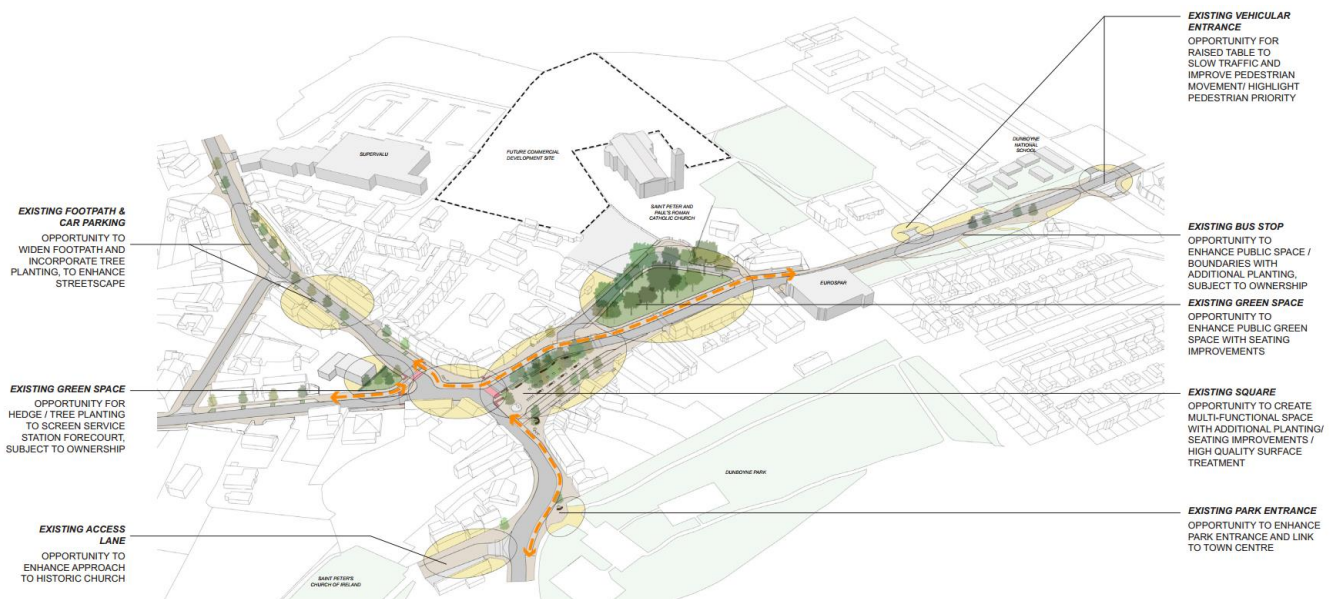 EXISTING VEHICULAR
ENTRANCE
OPPORTUNITY FOR
RAISED TABLE TO
SLOW TRAFFIC AND
IMPROVE PEDESTRIAN
MOVEMENT/ HIGHLIGHT
PEDESTRIAN PRIORITY
SUPERVALU
FUTURE COMMERCIAL
DEVELOPMENT SITE
DUNBOYNE
NATIONAL
SCHOOL
SAINT PETER AND
PAUL'S ROMAN
CATHOLIC CHURCH
EXISTING FOOTPATH &
CAR PARKING
OPPORTUNITY TO
WIDEN FOOTPATH AND
INCORPORATE TREE
PLANTING, TO ENHANCE
STREETSCAPE
EXISTING BUS STOP
OPPORTUNITY TO
ENHANCE PUBLIC SPACE /
BOUNDARIES WITH
ADDITIONAL PLANTING,
SUBJECT TO OWNERSHIP
EUROSPAR
EXISTING GREEN SPACE
OPPORTUNITY TO
ENHANCE PUBLIC GREEN
SPACE WITH SEATING
IMPROVEMENTS
EXISTING GREEN SPACE
OPPORTUNITY FOR
HEDGE / TREE PLANTING
TO SCREEN SERVICE
STATION FORECOURT,
SUBJECT TO OWNERSHIP
EXISTING SQUARE
OPPORTUNITY TO CREATE
MULTI-FUNCTIONAL SPACE
WITH ADDITIONAL PLANTING/
SEATING IMPROVEMENTS /
HIGH QUALITY SURFACE
TREATMENT
DUNBOYNE PARK
EXISTING PARK ENTRANCE
OPPORTUNITY TO ENHANCE
PARK ENTRANCE AND LINK
TO TOWN CENTRE
EXISTING ACCESS
LANE
OPPORTUNITY TO
ENHANCE APPROACH
TO HISTORIC CHURCH
SAINT PETER'S
CHURCH OF IRELAND